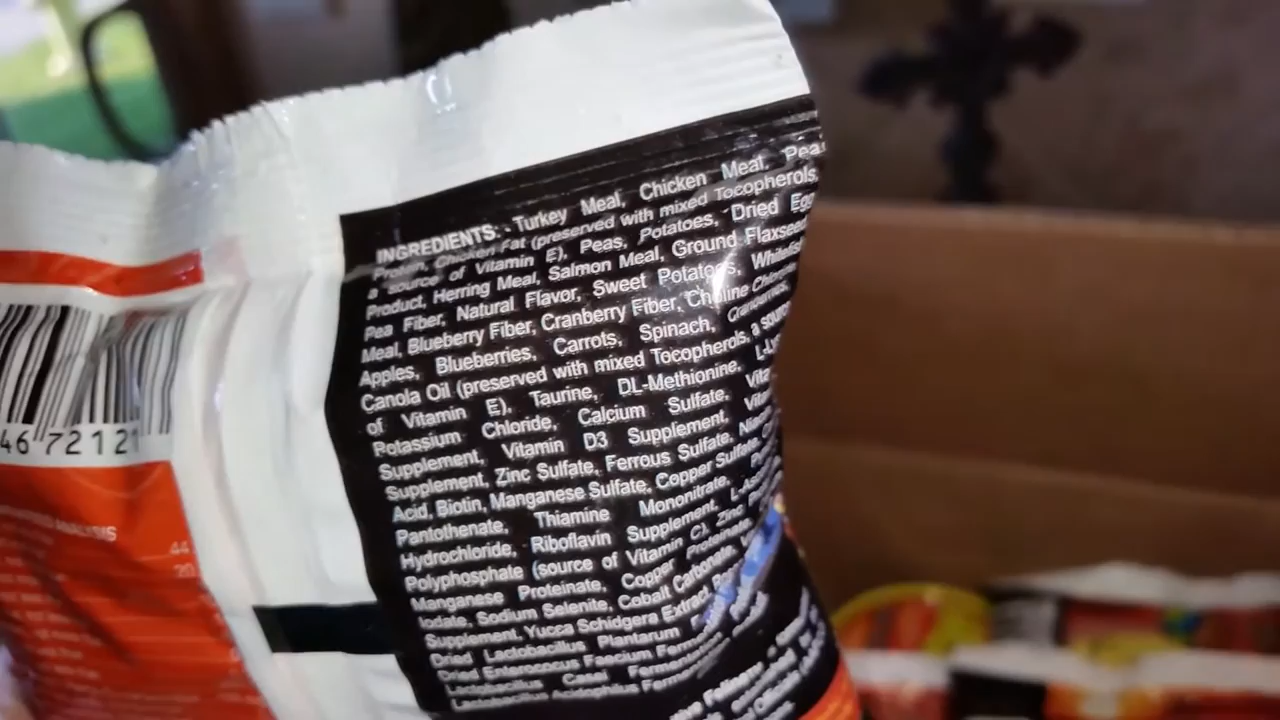 INGREDIENTS: Turkey Meal, Chicken Meal, Pea
Protein, Chicken Fat (preserved with mixed Tocopherols,
a source of Vitamin E), Peas, Potatoes, Dried Egg
Product, Herring Meal, Salmon Meal, Ground Flaxseed
Pea Fiber, Natural Flavor, Sweet Potatoes, Whitefish
Meal, Blueberry Fiber, Cranberry Fiber, Choline Chloride
Apples, Blueberries, Carrots, Spinach, Cranberries,
Canola Oil (preserved with mixed Tocopherols, a source
of Vitamin E), Taurine, DL-Methionine,
Potassium Chloride, Calcium Sulfate,
Supplement, Vitamin D3 Supplement,
Supplement, Zinc Sulfate, Ferrous Sulfate,
Acid, Biotin, Manganese Sulfate, Copper Sulfate,
Pantothenate, Thiamine Mononitrate,
Hydrochloride, Riboflavin Supplement,
Polyphosphate (source of Vitamin C), Zinc
Manganese Proteinate, Copper Proteinate
Iodate, Sodium Selenite, Cobalt Carbonate,
Supplement, Yucca Schidigera Extract,
Dried Lactobacillus Plantarum
Dried Enterococcus Faecium
Lactobacillus Casei
Lactobacillus Acidophilus
46 72121
ANALYSIS
44
20